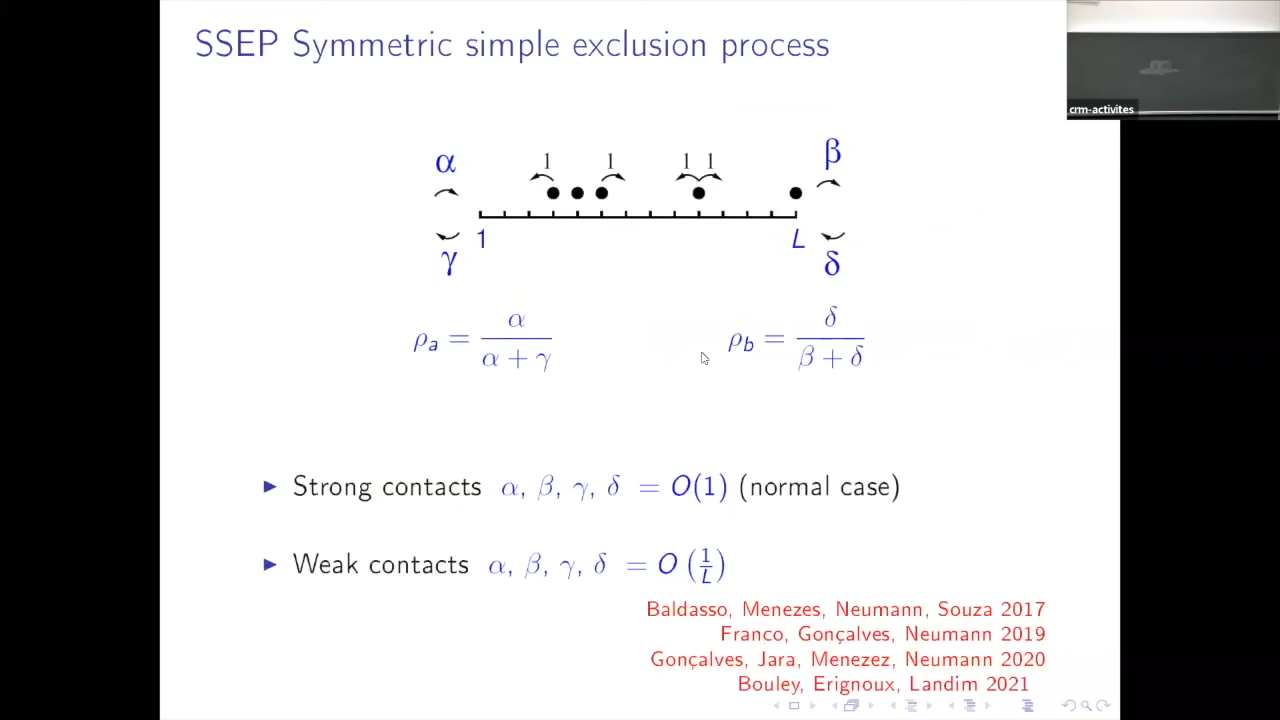 SSEP Symmetric simple exclusion process
crm-activites
α 1 1 1 1 β
γ 1 L δ
ρ_a = α / (α + γ) ρ_b = δ / (β + δ)
▶ Strong contacts α, β, γ, δ = O(1) (normal case)
▶ Weak contacts α, β, γ, δ = O (1/L)
Baldasso, Menezes, Neumann, Souza 2017
Franco, Gonçalves, Neumann 2019
Gonçalves, Jara, Menezez, Neumann 2020
Bouley, Erignoux, Landim 2021